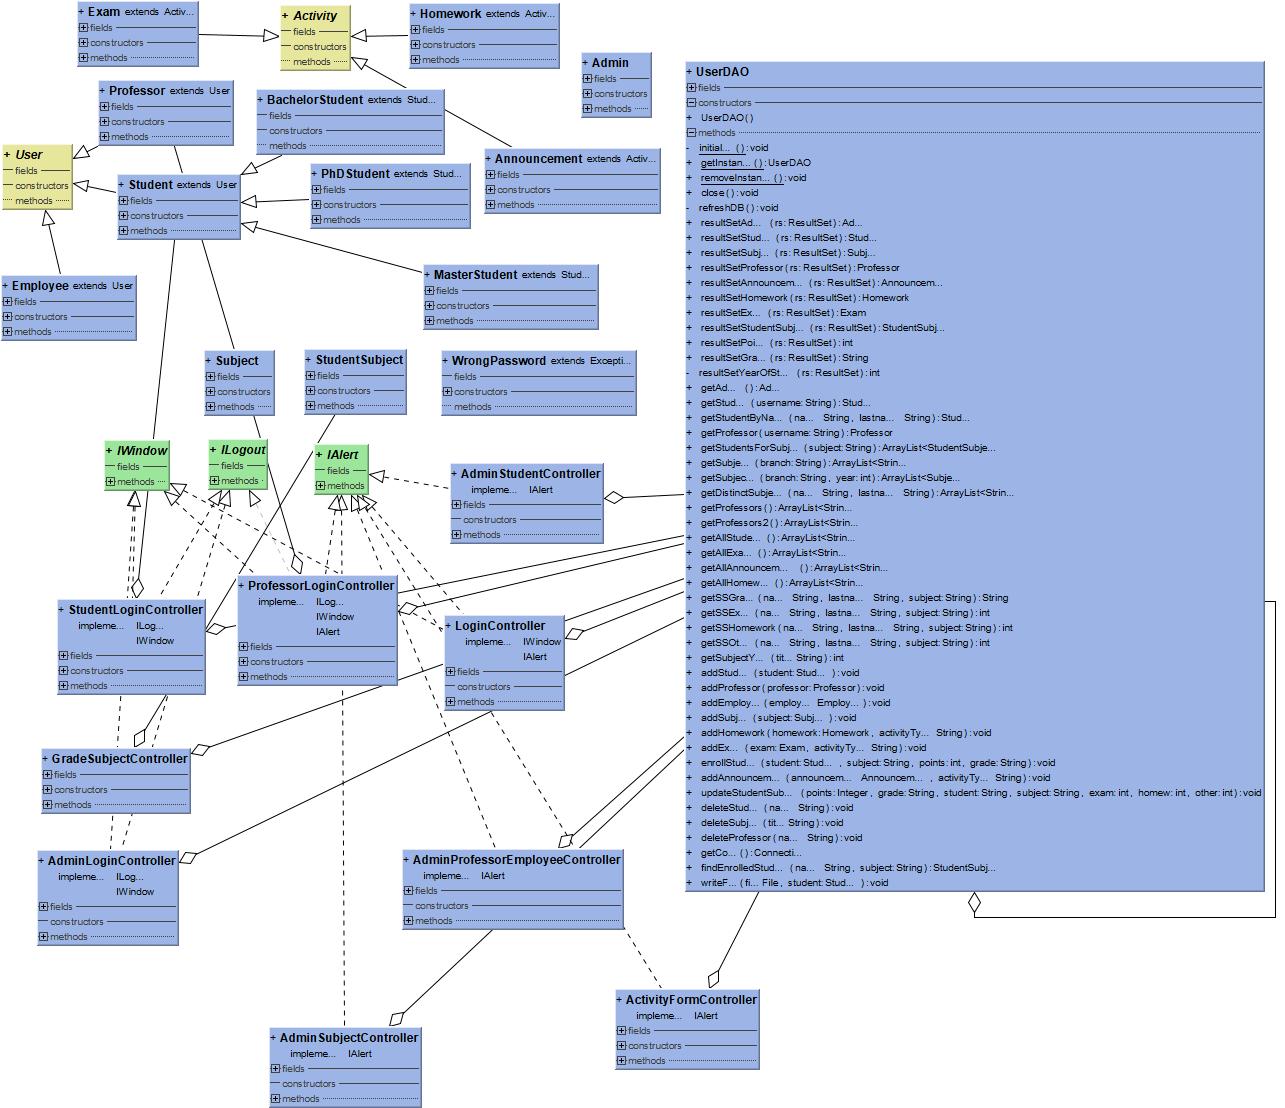 + Exam extends Activ...
fields
constructors
methods
+ Activity
fields
constructors
methods
+ Homework extends Activ...
fields
constructors
methods
+ Admin
fields
constructors
methods
+ Professor extends User
fields
constructors
methods
+ BachelorStudent extends Stud...
fields
constructors
methods
+ User
fields
constructors
methods
+ Student extends User
fields
constructors
methods
+ PhDStudent extends Stud...
fields
constructors
methods
+ Announcement extends Activ...
fields
constructors
methods
+ Employee extends User
fields
constructors
methods
+ MasterStudent extends Stud...
fields
constructors
methods
+ Subject
fields
constructors
methods
+ StudentSubject
fields
constructors
methods
+ WrongPassword extends Excepti...
fields
constructors
methods
+ IWindow
fields
methods
+ ILogout
fields
methods
+ IAlert
fields
methods
+ AdminStudentController
impleme... IAlert
fields
constructors
methods
+ StudentLoginController
impleme... ILog...
IWindow
fields
constructors
methods
+ ProfessorLoginController
impleme... ILog...
IWindow
IAlert
fields
constructors
methods
+ LoginController
impleme... IWindow
IAlert
fields
constructors
methods
+ GradeSubjectController
fields
constructors
methods
+ AdminLoginController
impleme... ILog...
IWindow
fields
constructors
methods
+ AdminProfessorEmployeeController
impleme... IAlert
fields
constructors
methods
+ AdminSubjectController
impleme... IAlert
fields
constructors
methods
+ ActivityFormController
impleme... IAlert
fields
constructors
methods
+ UserDAO
fields
constructors
+ UserDAO()
methods
- initial... (): void
+ getInstan... (): UserDAO
+ removeInstan... (): void
+ close(): void
- refreshDB(): void
+ resultSetAd... (rs: ResultSet): Ad...
+ resultSetStud... (rs: ResultSet): Stud...
+ resultSetSubj... (rs: ResultSet): Subj...
+ resultSetProfessor(rs: ResultSet): Professor
+ resultSetAnnouncem... (rs: ResultSet): Announcem...
+ resultSetHomework(rs: ResultSet): Homework
+ resultSetEx... (rs: ResultSet): Exam
+ resultSetStudentSubj... (rs: ResultSet): StudentSubj...
+ resultSetPoi... (rs: ResultSet): int
+ resultSetGra... (rs: ResultSet): String
- resultSetYearOfSt... (rs: ResultSet): int
+ getAd... (): Ad...
+ getStud... (username: String): Stud...
+ getStudentByNa... (na... String, lastna... String): Stud...
+ getProfessor(username: String): Professor
+ getStudentsForSubj... (subject: String): ArrayList<StudentSubje...
+ getSubje... (branch: String): ArrayList<Strin...
+ getSubjec... (branch: String, year: int): ArrayList<Subje...
+ getDistinctSubje... (na... String, lastna... String): ArrayList<Strin...
+ getProfessors(): ArrayList<Strin...
+ getProfessors2(): ArrayList<Strin...
+ getAllStude... (): ArrayList<Strin...
+ getAllExa... (): ArrayList<Strin...
+ getAllAnnouncem... (): ArrayList<Strin...
+ getAllHomew... (): ArrayList<Strin...
+ getSSGra... (na... String, lastna... String, subject: String): String
+ getSSEx... (na... String, lastna... String, subject: String): int
+ getSSHomework(na... String, lastna... String, subject: String): int
+ getSSOt... (na... String, lastna... String, subject: String): int
+ getSubjectY... (tit... String): int
+ addStud... (student: Stud... ): void
+ addProfessor(professor: Professor): void
+ addEmploy... (employ... Employ... ): void
+ addSubj... (subject: Subj... ): void
+ addHomework(homework: Homework, activityTy... String): void
+ addEx... (exam: Exam, activityTy... String): void
+ enrollStud... (student: Stud... , subject: String, points: int, grade: String): void
+ addAnnouncem... (announcem... Announcem... , activityTy... String): void
+ updateStudentSub... (points: Integer, grade: String, student: String, subject: String, exam: int, homew: int, other: int): void
+ deleteStud... (na... String): void
+ deleteSubj... (tit... String): void
+ deleteProfessor(na... String): void
+ getCo... (): Connecti...
+ findEnrolledStud... (na... String, subject: String): StudentSubj...
+ writeF... (fi... File, student: Stud... ): void